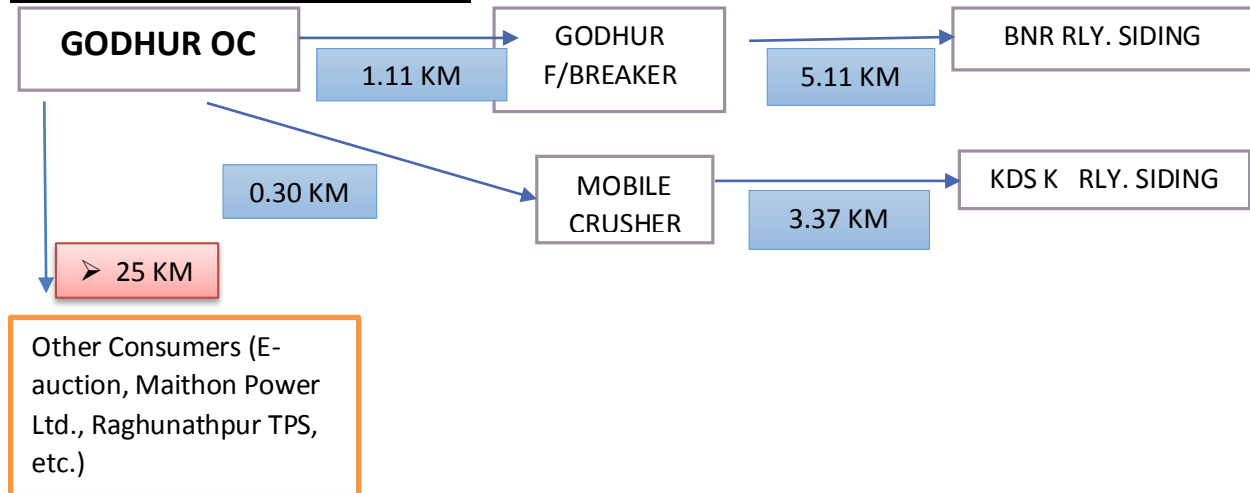 GODHUR OC
1.11 KM
GODHUR
F/BREAKER
5.11 KM
BNR RLY. SIDING
0.30 KM
MOBILE
CRUSHER
3.37 KM
KDS K RLY. SIDING
➢ 25 KM
Other Consumers (E-
auction, Maithon Power
Ltd., Raghunathpur TPS,
etc.)